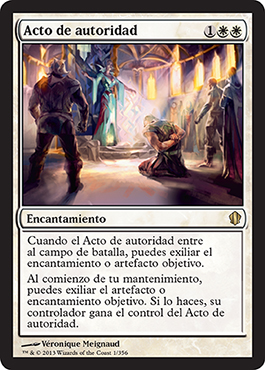 Acto de autoridad 1
Encantamiento
Cuando el Acto de autoridad entre
al campo de batalla, puedes exiliar el
encantamiento o artefacto objetivo.
Al comienzo de tu mantenimiento,
puedes exiliar el artefacto o
encantamiento objetivo. Si lo haces, su
controlador gana el control del Acto de
autoridad.
Véronique Meignaud
™ & © 2013 Wizards of the Coast 1/356